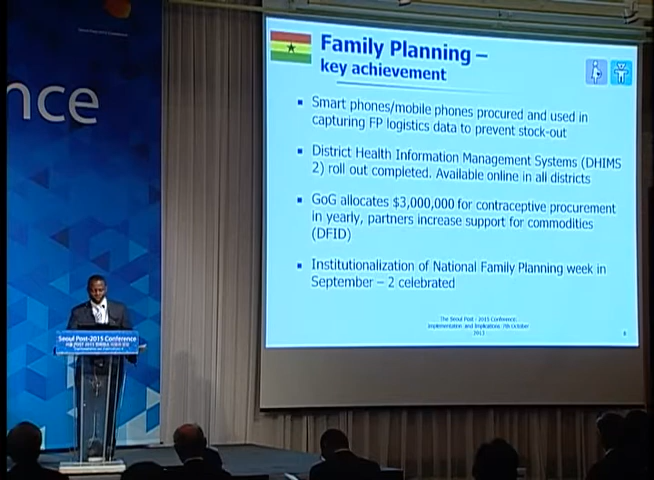 nce
Family Planning –
key achievement
▪ Smart phones/mobile phones procured and used in
capturing FP logistics data to prevent stock-out
▪ District Health Information Management Systems (DHIMS
2) roll out completed. Available online in all districts
▪ GoG allocates $3,000,000 for contraceptive procurement
in yearly, partners increase support for commodities
(DFID)
▪ Institutionalization of National Family Planning week in
September – 2 celebrated
The Seoul Post - 2015 Conference:
Implementation and Implications 7th October
2013
Seoul Post-2015 Conference